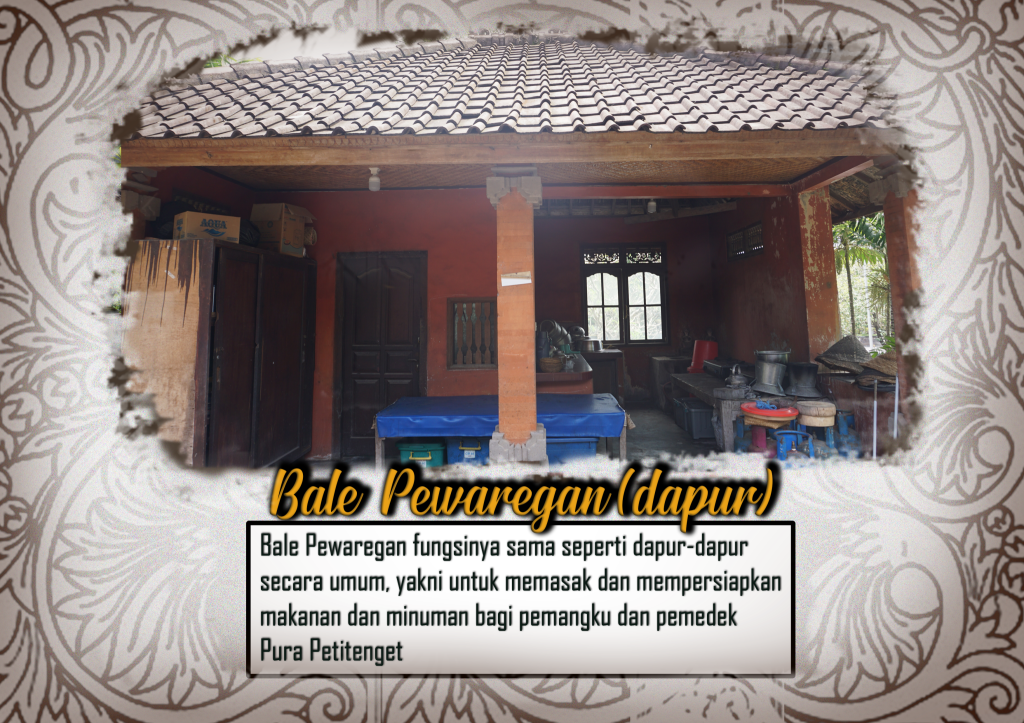 AQUA
Bale Pewaregan (dapur)
Bale Pewaregan fungsinya sama seperti dapur-dapur
secara umum, yakni untuk memasak dan mempersiapkan
makanan dan minuman bagi pemangku dan pemedek
Pura Petitenget